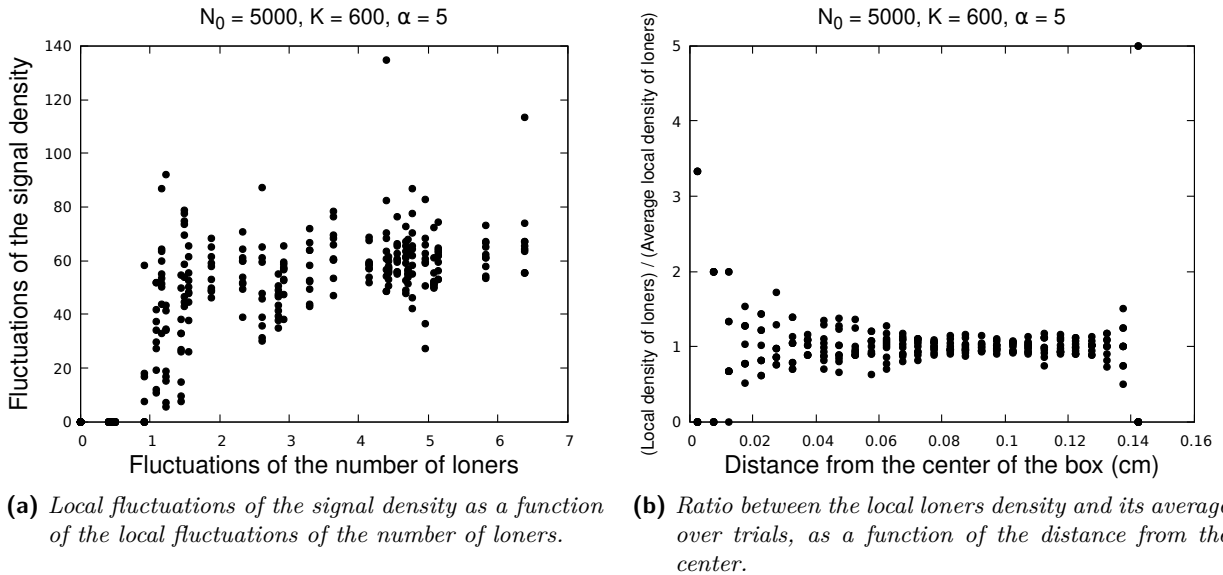 N₀ = 5000, K = 600, α = 5
Fluctuations of the signal density
140
120
100
80
60
40
20
0
0 1 2 3 4 5 6 7
Fluctuations of the number of loners
(a) Local fluctuations of the signal density as a function
of the local fluctuations of the number of loners.
N₀ = 5000, K = 600, α = 5
(Local density of loners) / (Average local density of loners)
5
4
3
2
1
0
0 0.02 0.04 0.06 0.08 0.1 0.12 0.14 0.16
Distance from the center of the box (cm)
(b) Ratio between the local loners density and its average
over trials, as a function of the distance from the
center.